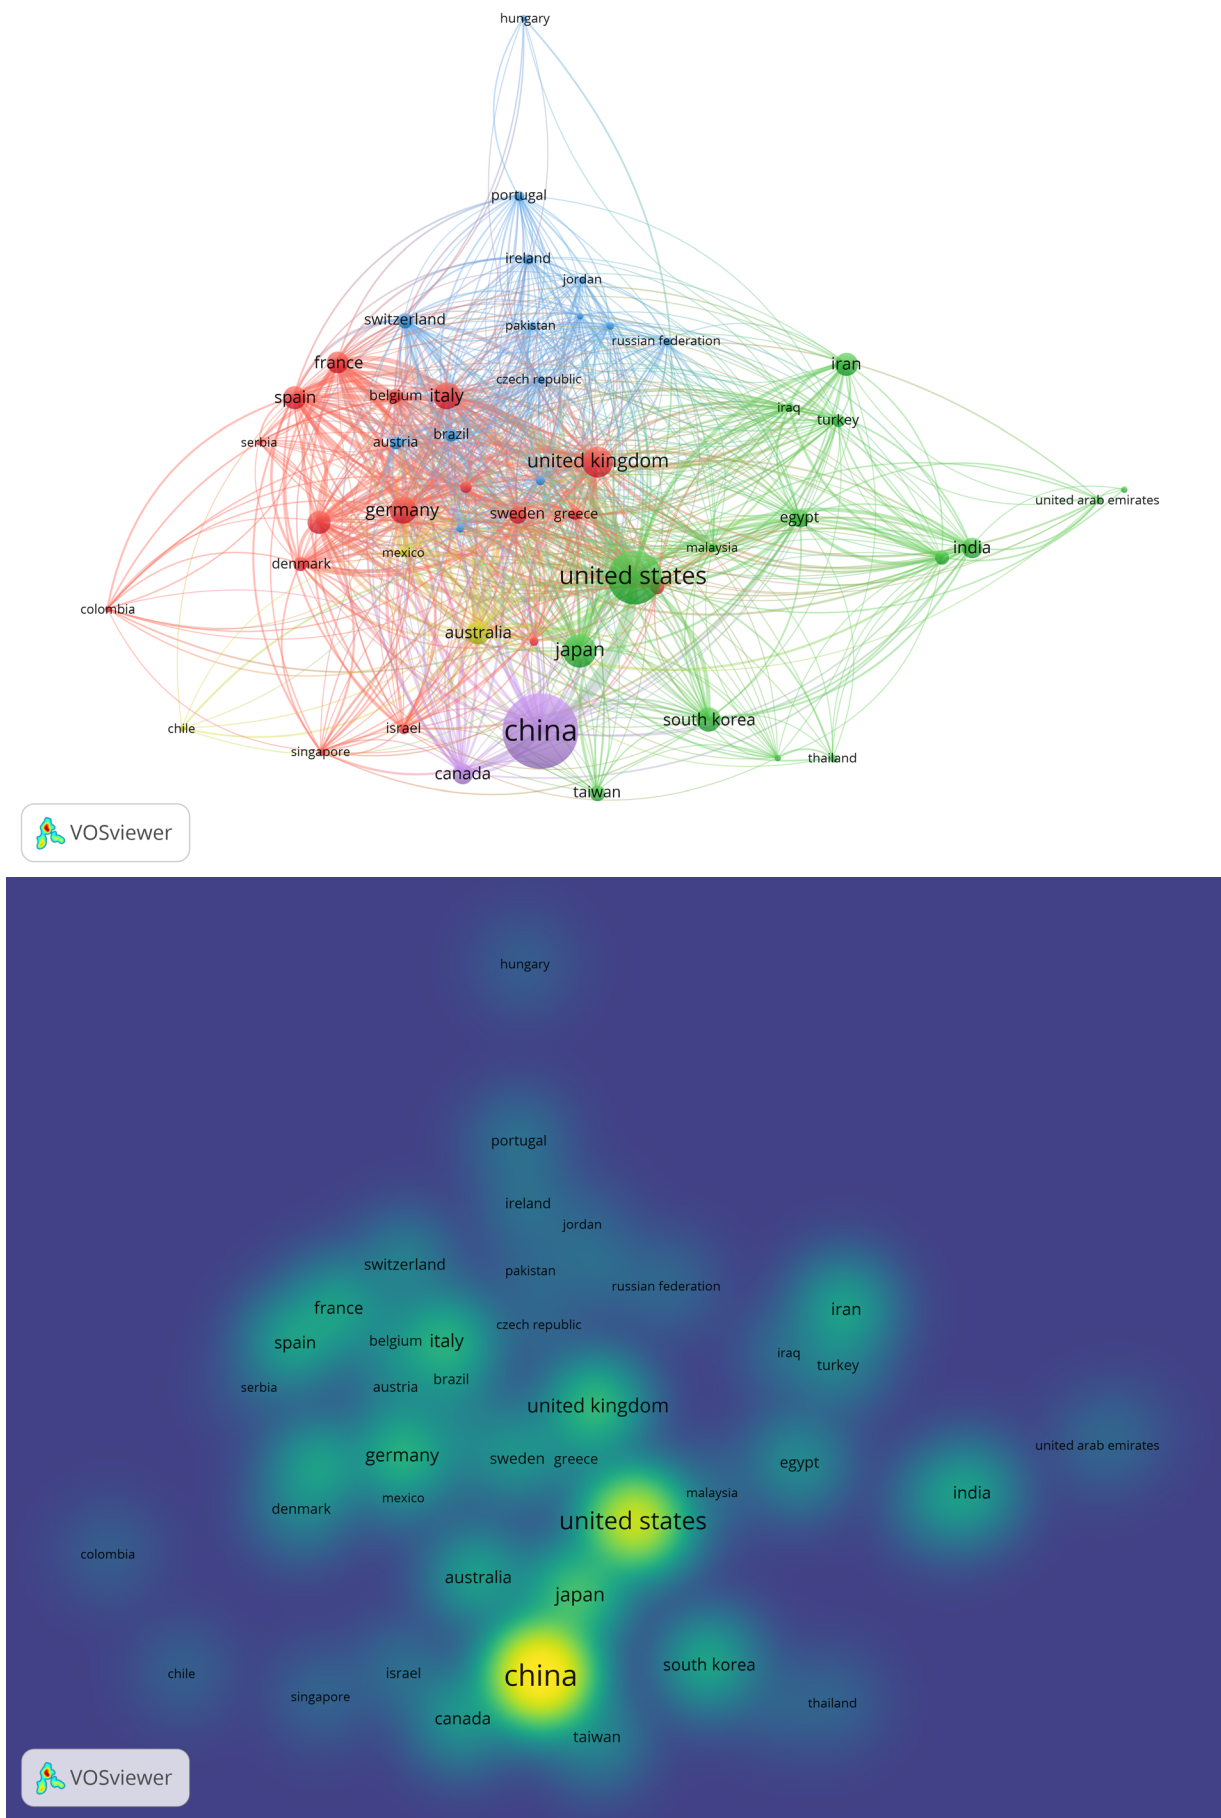 hungary
portugal
ireland
jordan
switzerland
pakistan
russian federation
france
iran
czech republic
spain
belgium
italy
iraq
turkey
serbia
austria
brazil
united kingdom
united arab emirates
germany
sweden
greece
egypt
mexico
malaysia
india
denmark
united states
colombia
australia
japan
chile
israel
china
south korea
singapore
thailand
canada
taiwan
VOSviewer
hungary
portugal
ireland
jordan
switzerland
pakistan
russian federation
france
iran
czech republic
spain
belgium
italy
iraq
turkey
serbia
austria
brazil
united kingdom
united arab emirates
germany
sweden
greece
egypt
mexico
malaysia
india
denmark
united states
colombia
australia
japan
chile
israel
china
south korea
singapore
thailand
canada
taiwan
VOSviewer